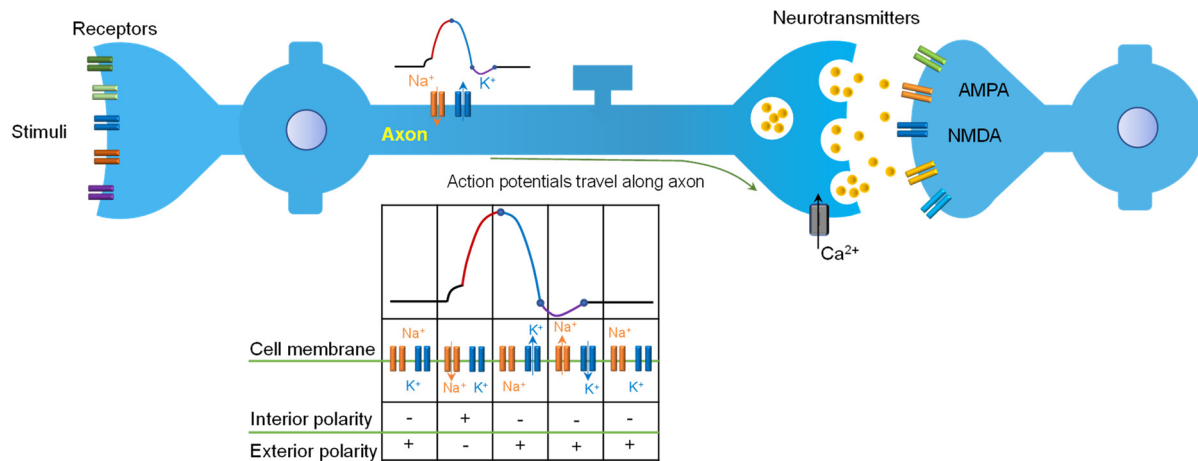 Receptors
Neurotransmitters
Na⁺
K⁺
AMPA
Stimuli
Axon
NMDA
Action potentials travel along axon
Ca²⁺
Na⁺ K⁺ Na⁺ Na⁺
Cell membrane
K⁺ Na⁺ K⁺ Na⁺ K⁺ K⁺
Interior polarity - + - - -
Exterior polarity + - + + +